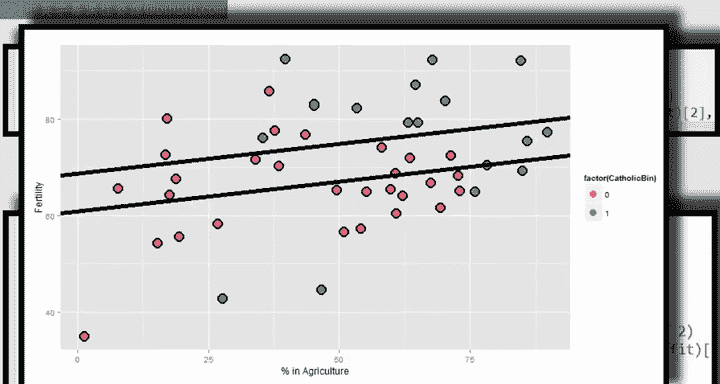 )[2],
80
60
40
Fertility
0
25
50
75
% in Agriculture
factor(CatholicBin)
0
1
2)
fit)[